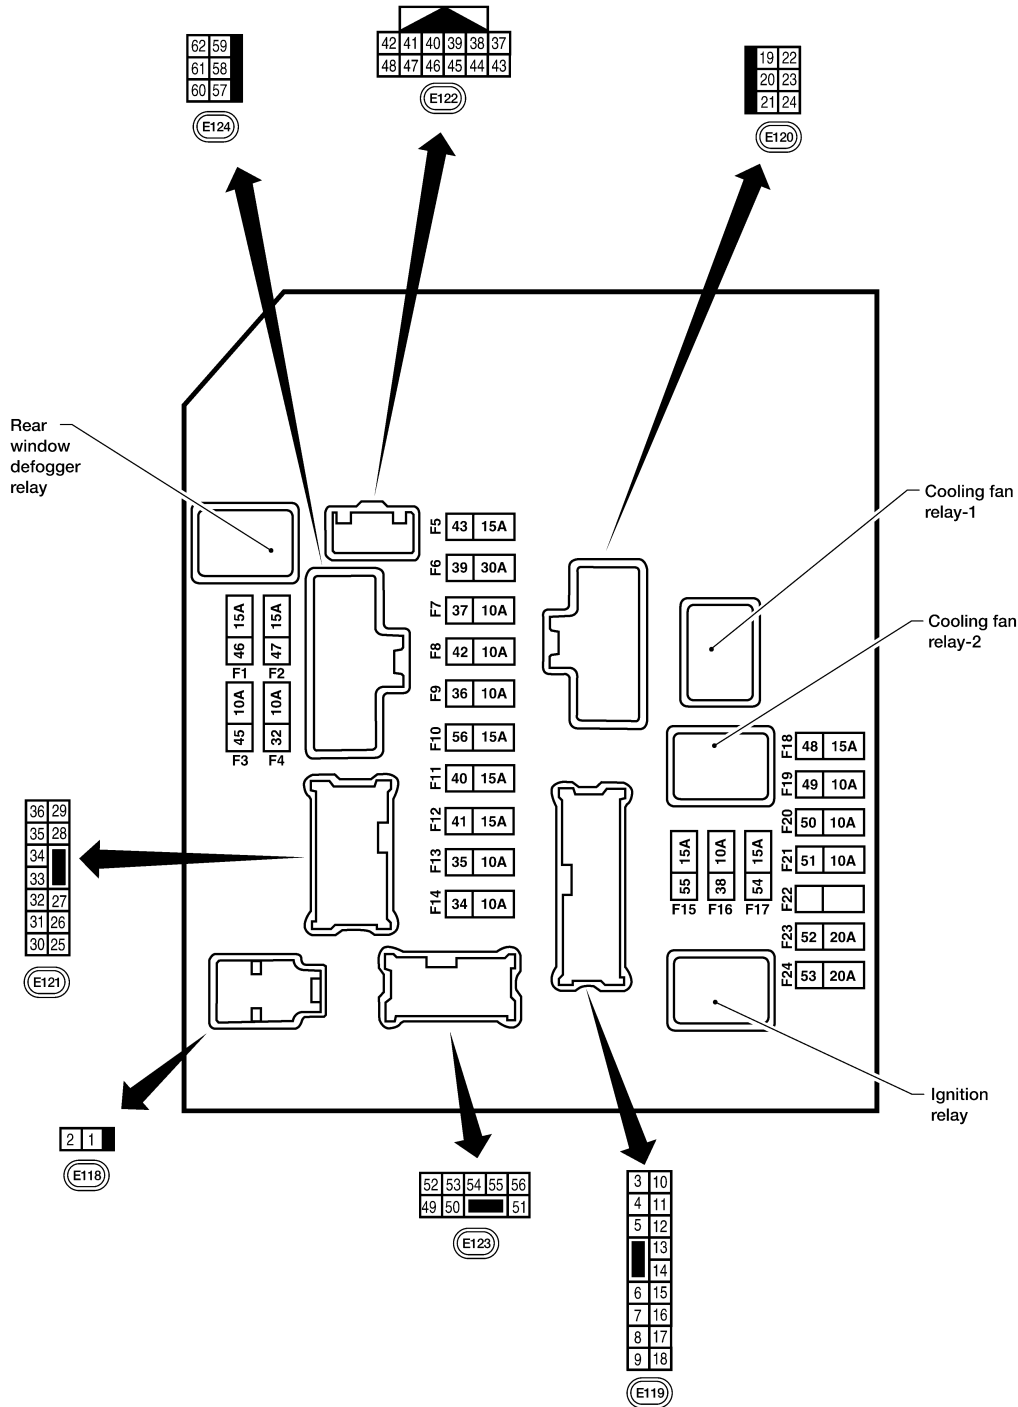 42 41 40 39 38 37
48 47 46 45 44 43
E122
62 59
61 58
60 57
E124
19 22
20 23
21 24
E120
Rear
window
defogger
relay
Cooling fan
relay-1
Cooling fan
relay-2
F5 43 15A
F6 39 30A
F7 37 10A
F8 42 10A
F9 36 10A
F10 56 15A
F11 40 15A
F12 41 15A
F13 35 10A
F14 34 10A
15A 15A
46 47
F1 F2
10A 10A
45 32
F3 F4
F18 48 15A
F19 49 10A
F20 50 10A
F21 51 10A
F22
F23 52 20A
F24 53 20A
15A 10A 15A
55 38 54
F15 F16 F17
36 29
35 28
34
33
32 27
31 26
30 25
E121
Ignition
relay
2 1
E118
52 53 54 55 56
49 50 51
E123
3 10
4 11
5 12
13
14
6 15
7 16
8 17
9 18
E119